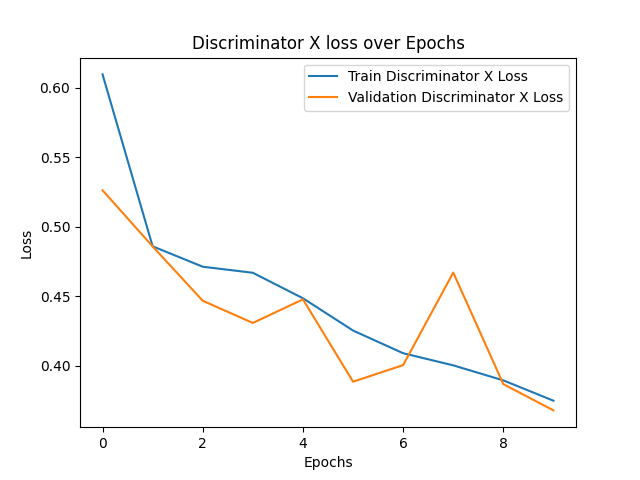 Discriminator X loss over Epochs
Train Discriminator X Loss
Validation Discriminator X Loss
Loss
0.60
0.55
0.50
0.45
0.40
0
2
4
6
8
Epochs